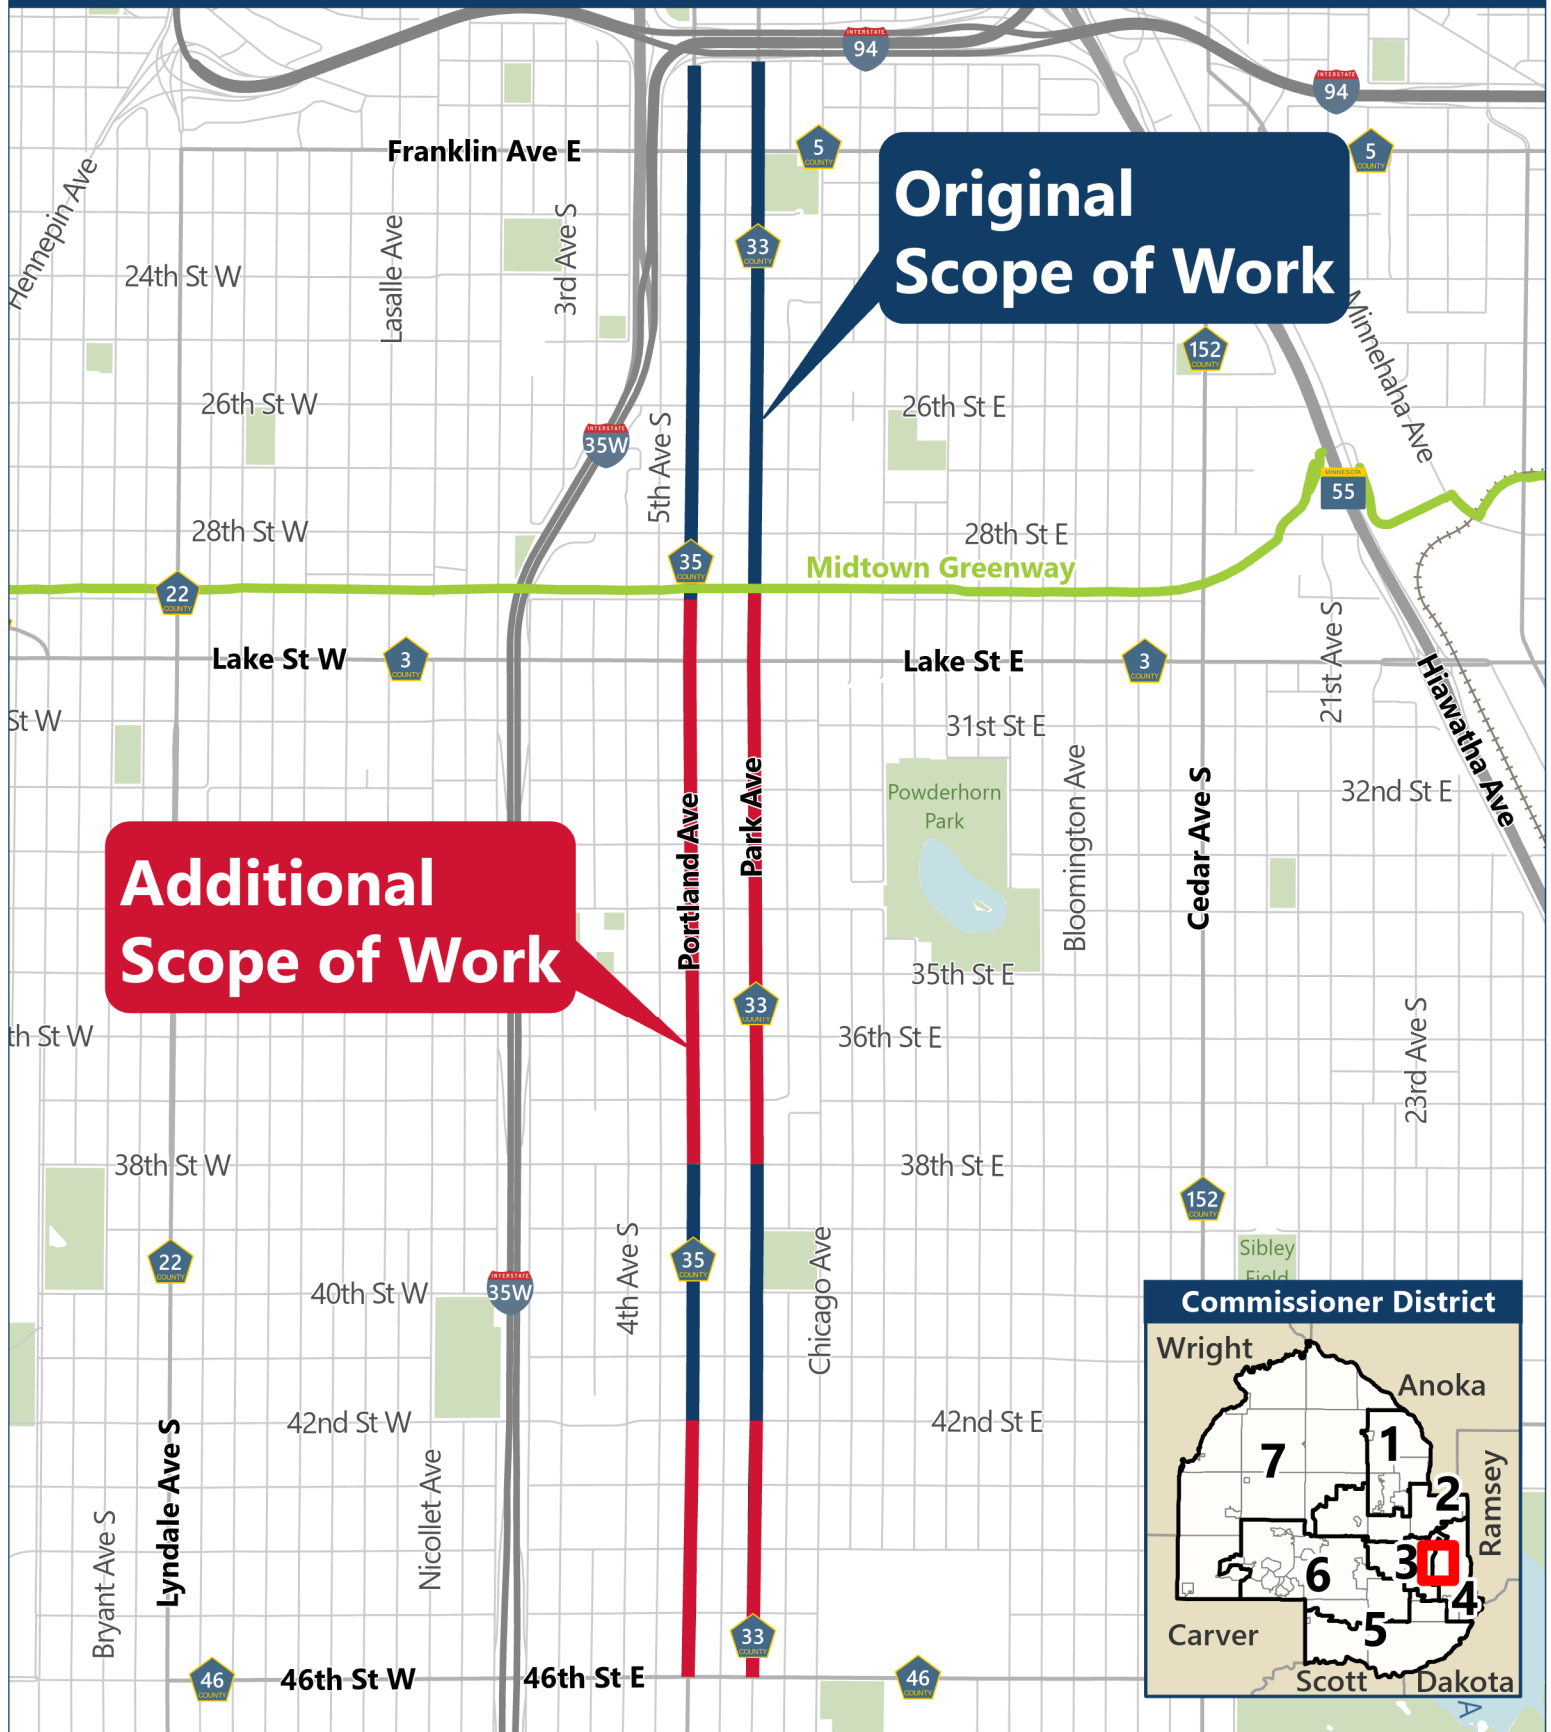 INTERSTATE
94
INTERSTATE
94
Franklin Ave E
5
COUNTY
5
COUNTY
Hennepin Ave
Original
Scope of Work
33
COUNTY
24th St W
Lasalle Ave
3rd Ave S
Minnehaha Ave
152
COUNTY
26th St W
26th St E
INTERSTATE
35W
5th Ave S
MINNESOTA
55
28th St W
28th St E
35
COUNTY
Midtown Greenway
22
COUNTY
Lake St W
3
COUNTY
Lake St E
3
COUNTY
21st Ave S
Hiawatha Ave
St W
31st St E
Powderhorn
Park
Bloomington Ave
Cedar Ave S
32nd St E
Portland Ave
Park Ave
Additional
Scope of Work
35th St E
33
COUNTY
th St W
36th St E
23rd Ave S
38th St W
38th St E
152
COUNTY
22
COUNTY
INTERSTATE
35W
40th St W
4th Ave S
35
COUNTY
Chicago Ave
Sibley
Field
42nd St W
42nd St E
Lyndale Ave S
Bryant Ave S
Nicollet Ave
33
COUNTY
46
COUNTY
46th St W
46th St E
46
COUNTY
Commissioner District
Wright
Anoka
7
1
2
Ramsey
3
6
4
5
Carver
Scott
Dakota
A